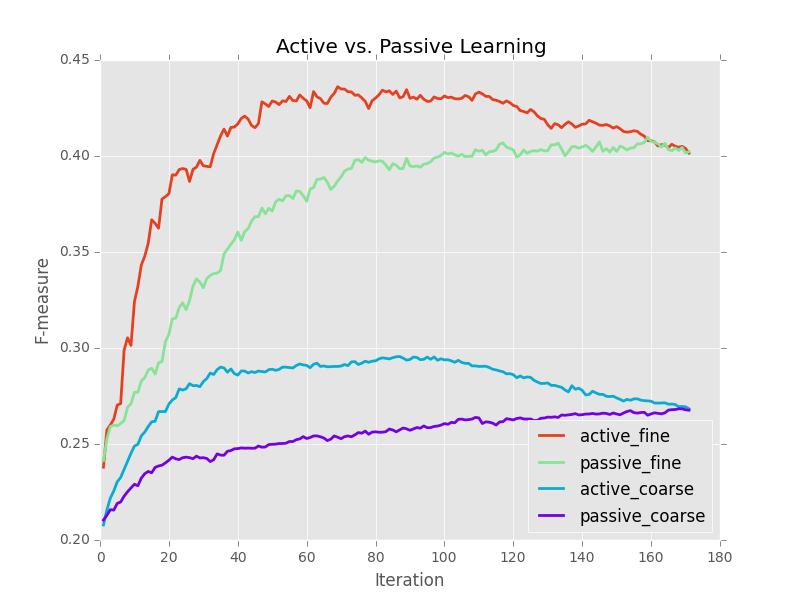 Active vs. Passive Learning
0.45
0.40
0.35
0.30
0.25
0.20
F-measure
0 20 40 60 80 100 120 140 160 180
Iteration
active_fine
passive_fine
active_coarse
passive_coarse